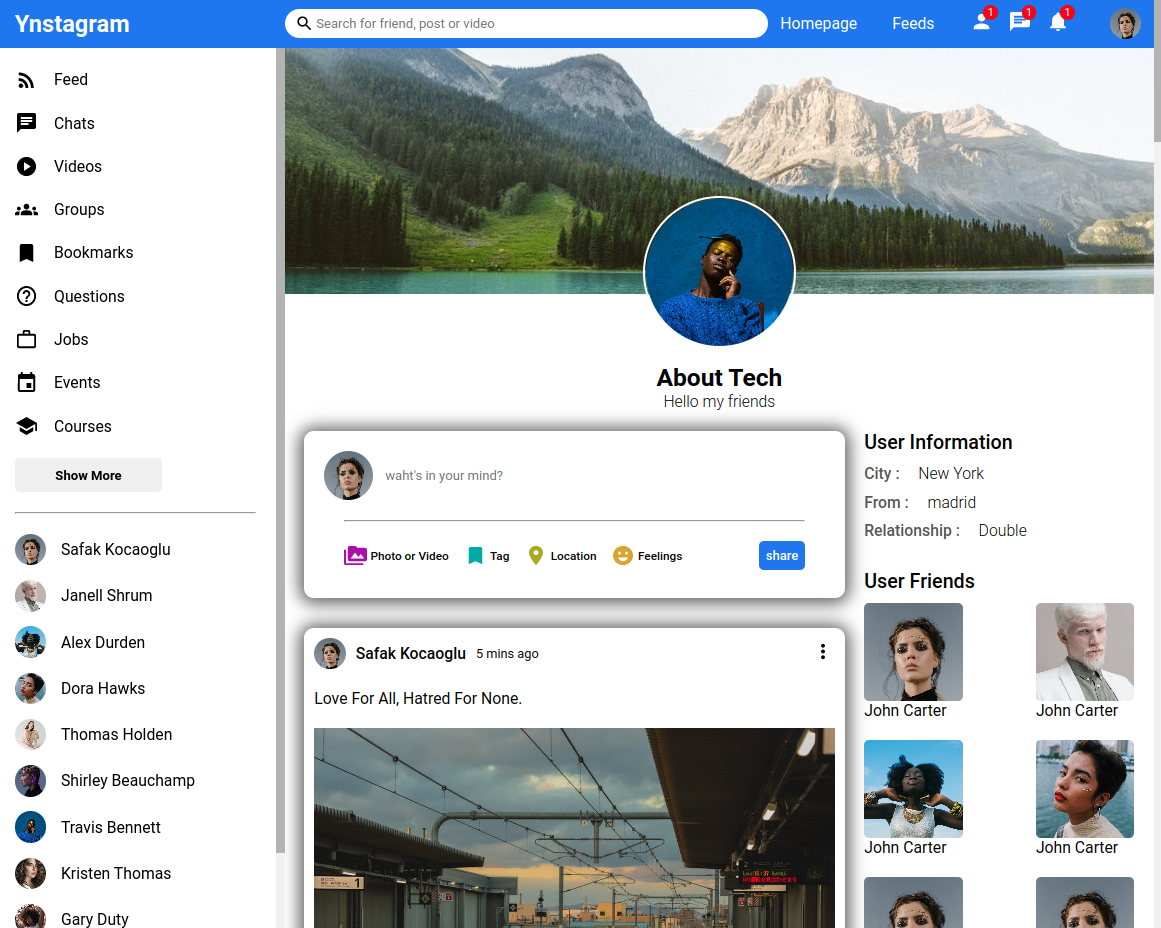 Ynstagram
Search for friend, post or video
Homepage
Feeds
1
1
1
Feed
Chats
Videos
Groups
Bookmarks
Questions
Jobs
Events
Courses
Show More
Safak Kocaoglu
Janell Shrum
Alex Durden
Dora Hawks
Thomas Holden
Shirley Beauchamp
Travis Bennett
Kristen Thomas
Gary Duty
About Tech
Hello my friends
waht's in your mind?
Photo or Video
Tag
Location
Feelings
share
Safak Kocaoglu 5 mins ago
Love For All, Hatred For None.
1
2
User Information
City : New York
From : madrid
Relationship : Double
User Friends
John Carter
John Carter
John Carter
John Carter